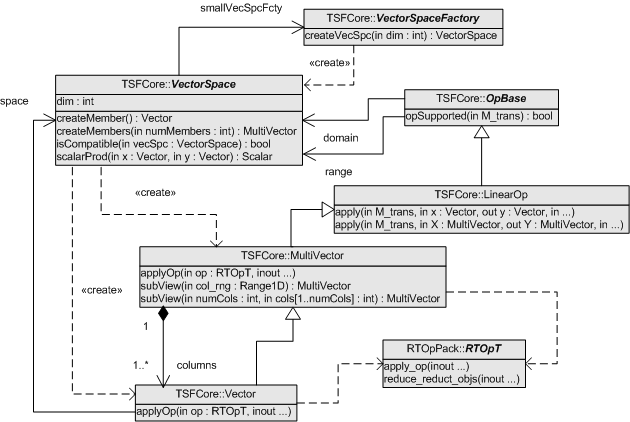 smallVecSpcFcty
TSFCore::VectorSpaceFactory
createVecSpc(in dim : int) : VectorSpace
«create»
TSFCore::VectorSpace
dim : int
createMember() : Vector
createMembers(in numMembers : int) : MultiVector
isCompatible(in vecSpc : VectorSpace) : bool
scalarProd(in x : Vector, in y : Vector) : Scalar
space
TSFCore::OpBase
opSupported(in M_trans) : bool
domain
range
TSFCore::LinearOp
apply(in M_trans, in x : Vector, out y : Vector, in ...)
apply(in M_trans, in X : MultiVector, out Y : MultiVector, in ...)
«create»
TSFCore::MultiVector
applyOp(in op : RTOpT, inout ...)
subView(in col_rng : Range1D) : MultiVector
subView(in numCols : int, in cols[1..numCols] : int) : MultiVector
«create»
1
1..*
columns
RTOpPack::RTOpT
apply_op(inout ...)
reduce_reduct_objs(inout ...)
TSFCore::Vector
applyOp(in op : RTOpT, inout ...)